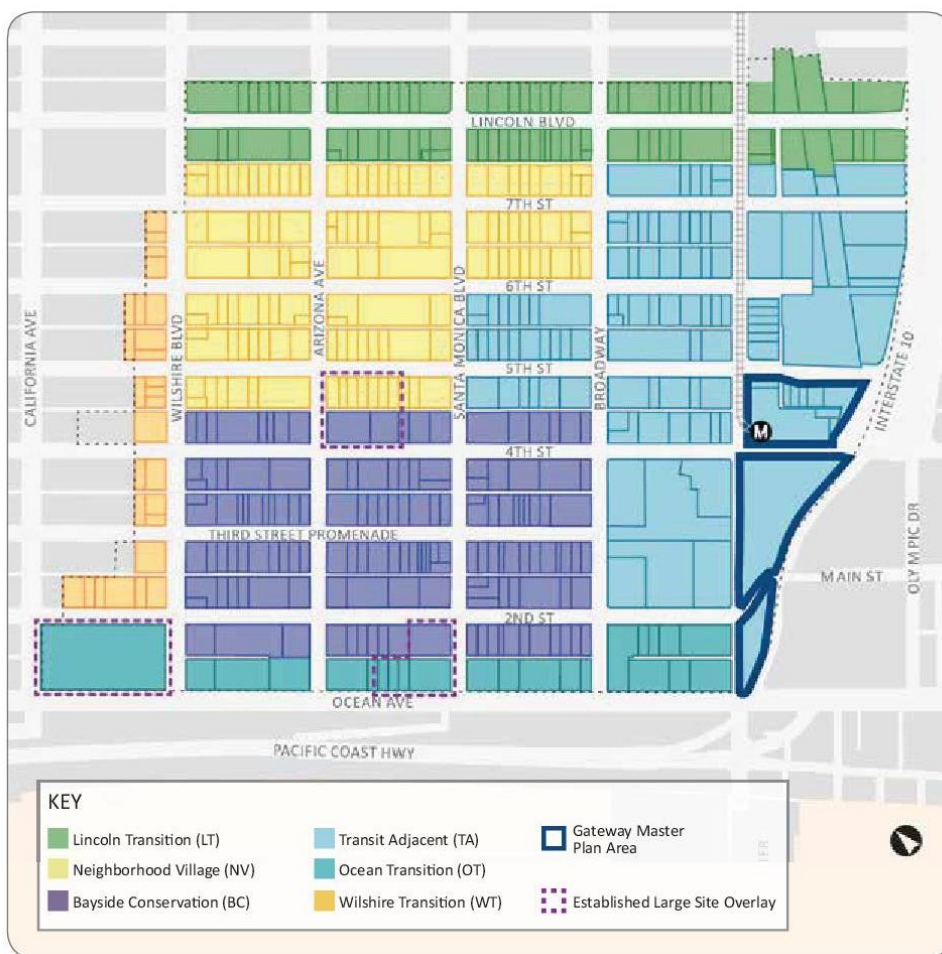 LINCOLN BLVD
7TH ST
6TH ST
5TH ST
4TH ST
THIRD STREET PROMENADE
2ND ST
OCEAN AVE
PACIFIC COAST HWY
CALIFORNIA AVE
WILSHIRE BLVD
ARIZONA AVE
SANTA MONICA BLVD
BROADWAY
INTERSTATE 10
OLYMPIC DR
MAIN ST
M
KEY
Lincoln Transition (LT)
Neighborhood Village (NV)
Bayside Conservation (BC)
Transit Adjacent (TA)
Ocean Transition (OT)
Wilshire Transition (WT)
Gateway Master
Plan Area
Established Large Site Overlay